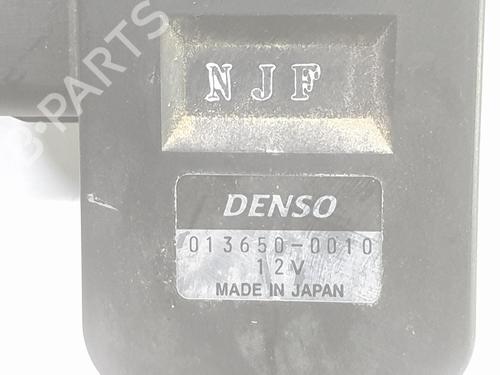 B-PARTS
NJF
DENSO
013650-0010
12V
MADE IN JAPAN